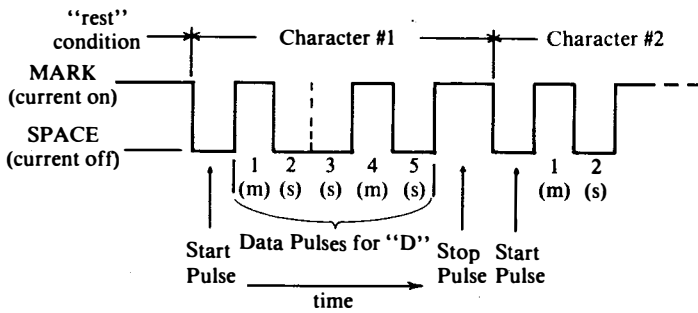 “rest”
condition
Character #1
Character #2
MARK
(current on)
SPACE
(current off)
1 2 3 4 5 1 2
(m) (s) (s) (m) (s) (m) (s)
Start
Pulse
Data Pulses for “D”
Stop
Pulse
Start
Pulse
time